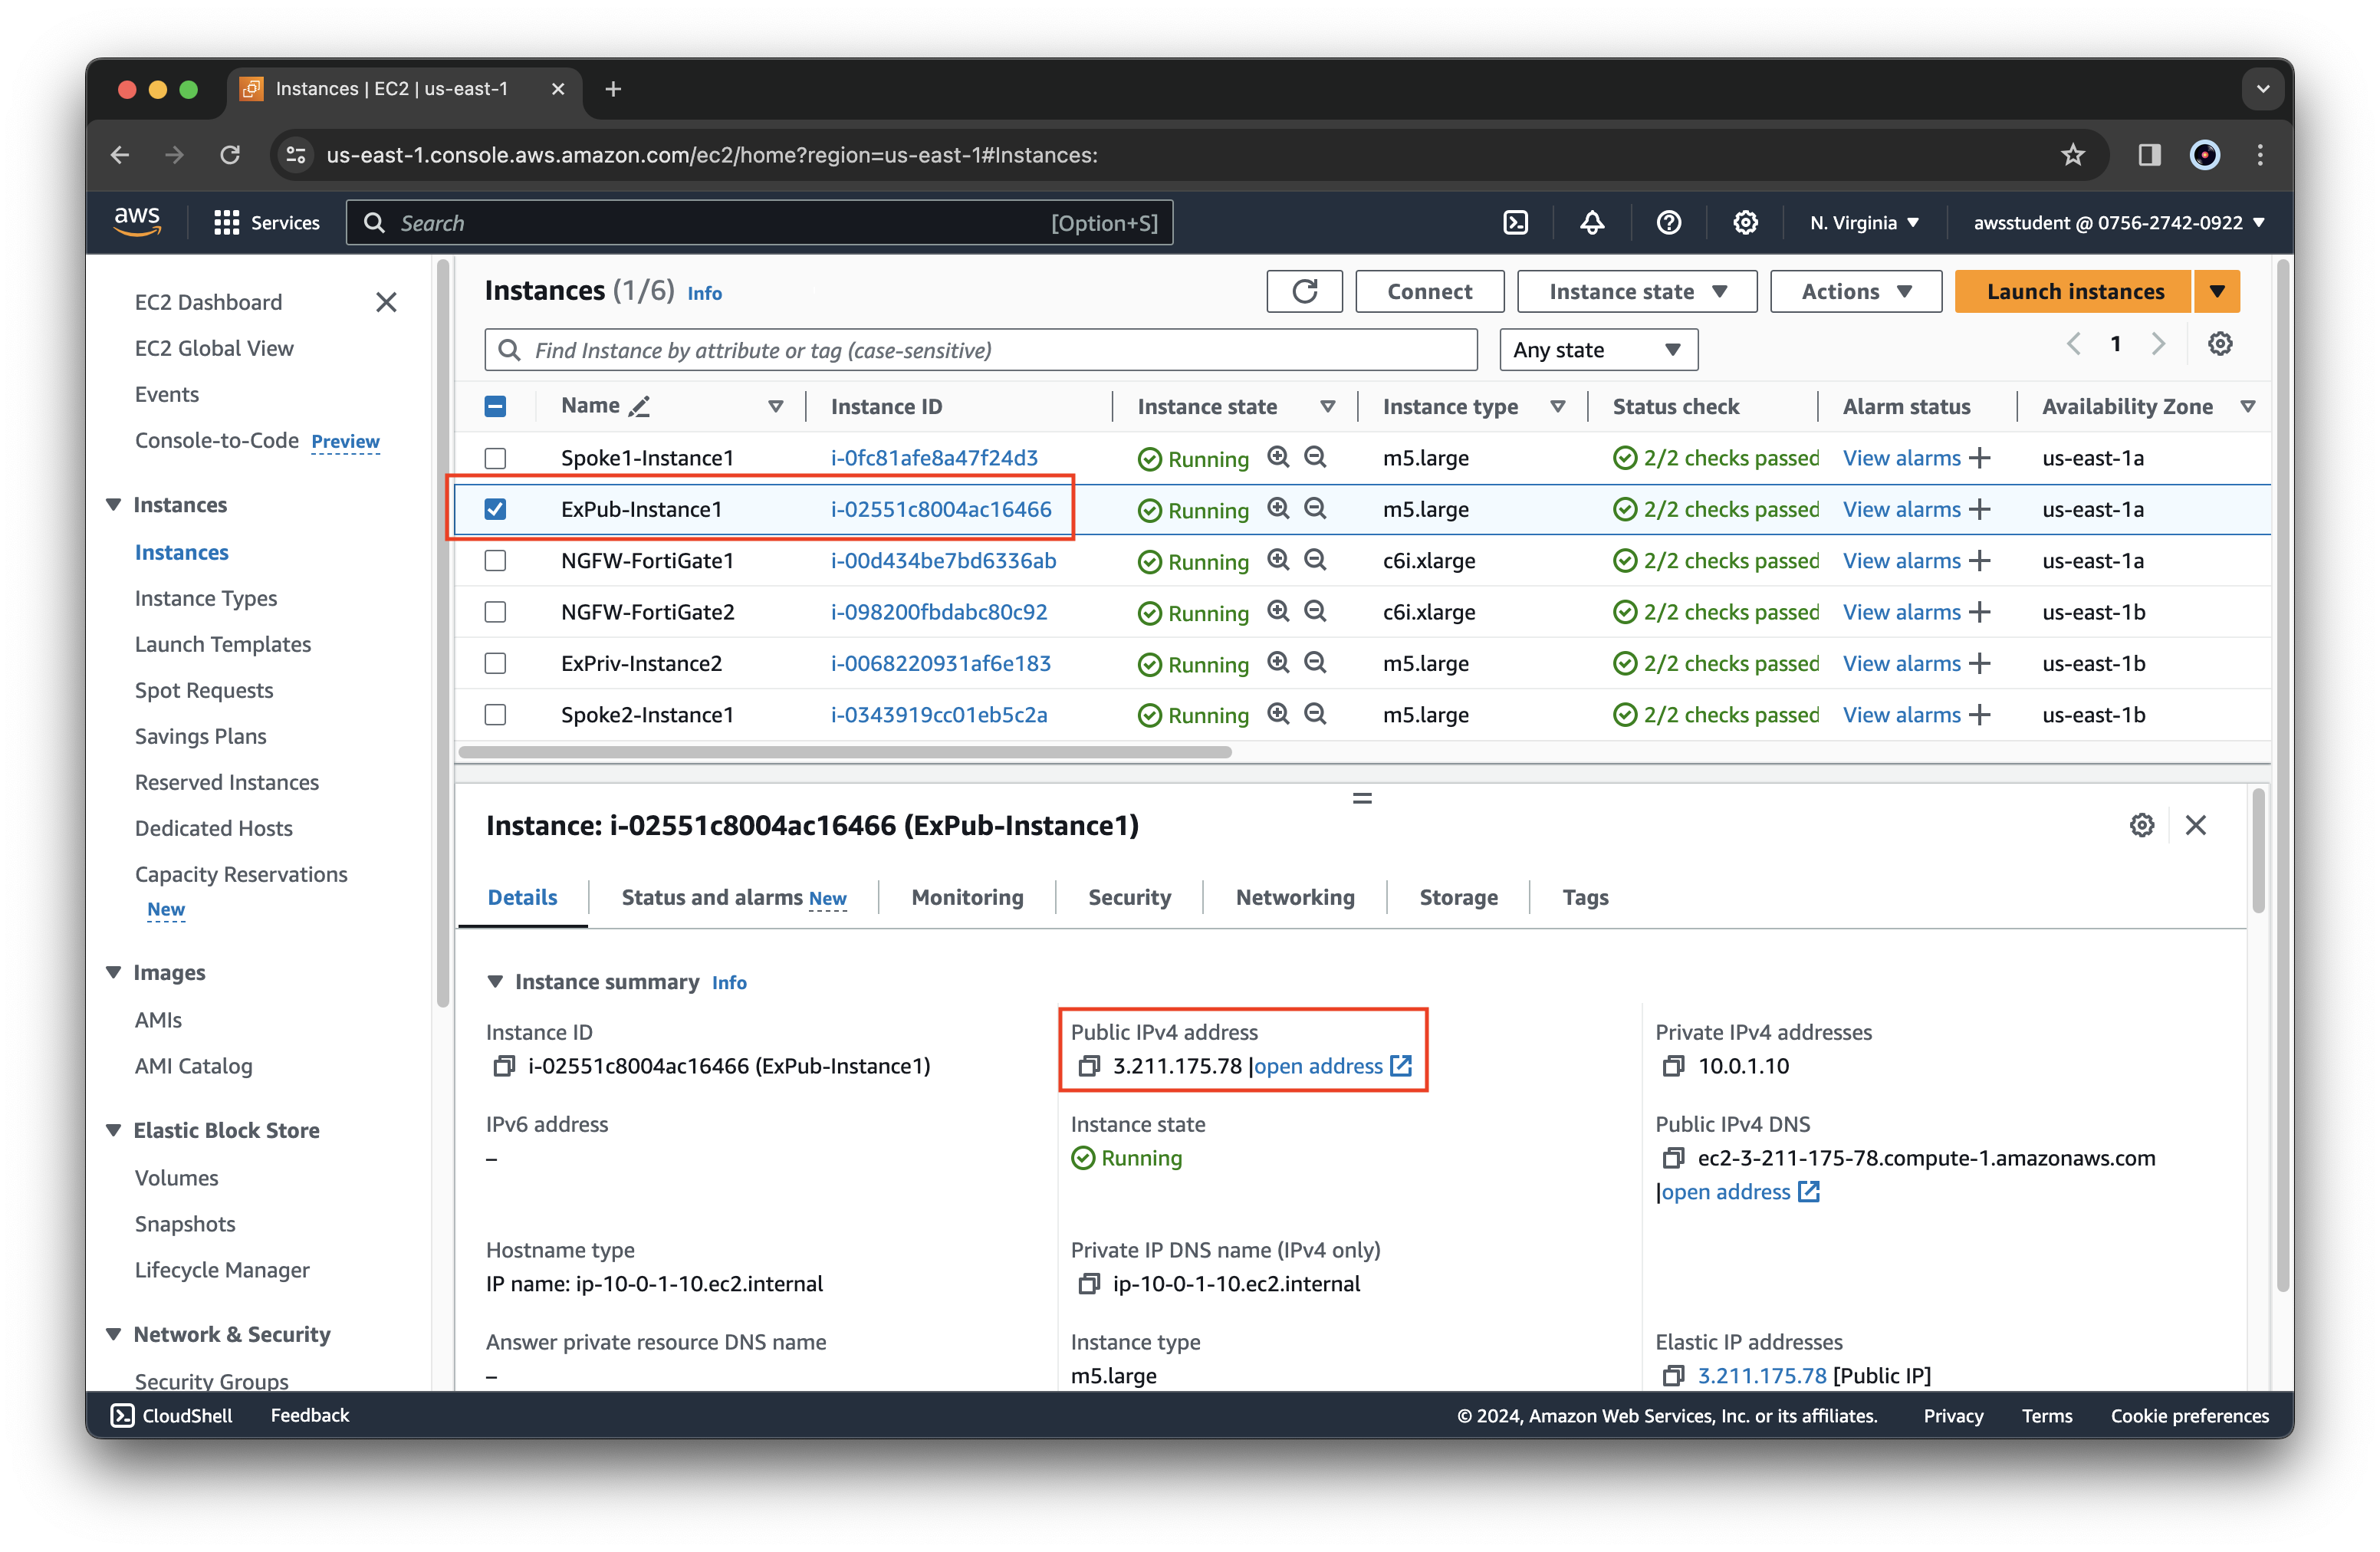 Instances | EC2 | us-east-1
us-east-1.console.aws.amazon.com/ec2/home?region=us-east-1#Instances:
aws
Services
Search
[Option+S]
N. Virginia
awsstudent @ 0756-2742-0922
EC2 Dashboard
EC2 Global View
Events
Console-to-Code Preview
Instances
Instances
Instance Types
Launch Templates
Spot Requests
Savings Plans
Reserved Instances
Dedicated Hosts
Capacity Reservations
New
Images
AMIs
AMI Catalog
Elastic Block Store
Volumes
Snapshots
Lifecycle Manager
Network & Security
Security Groups
Instances (1/6) Info
Connect
Instance state
Actions
Launch instances
Find Instance by attribute or tag (case-sensitive)
Any state
1
Name Instance ID Instance state Instance type Status check Alarm status Availability Zone
Spoke1-Instance1 i-0fc81afe8a47f24d3 Running m5.large 2/2 checks passed View alarms us-east-1a
ExPub-Instance1 i-02551c8004ac16466 Running m5.large 2/2 checks passed View alarms us-east-1a
NGFW-FortiGate1 i-00d434be7bd6336ab Running c6i.xlarge 2/2 checks passed View alarms us-east-1a
NGFW-FortiGate2 i-098200fbdabc80c92 Running c6i.xlarge 2/2 checks passed View alarms us-east-1b
ExPriv-Instance2 i-0068220931af6e183 Running m5.large 2/2 checks passed View alarms us-east-1b
Spoke2-Instance1 i-0343919cc01eb5c2a Running m5.large 2/2 checks passed View alarms us-east-1b
Instance: i-02551c8004ac16466 (ExPub-Instance1)
Details
Status and alarms New
Monitoring
Security
Networking
Storage
Tags
Instance summary Info
Instance ID
i-02551c8004ac16466 (ExPub-Instance1)
Public IPv4 address
3.211.175.78 |open address
Private IPv4 addresses
10.0.1.10
IPv6 address
–
Instance state
Running
Public IPv4 DNS
ec2-3-211-175-78.compute-1.amazonaws.com
|open address
Hostname type
IP name: ip-10-0-1-10.ec2.internal
Private IP DNS name (IPv4 only)
ip-10-0-1-10.ec2.internal
Answer private resource DNS name
–
Instance type
m5.large
Elastic IP addresses
3.211.175.78 [Public IP]
CloudShell
Feedback
© 2024, Amazon Web Services, Inc. or its affiliates.
Privacy
Terms
Cookie preferences